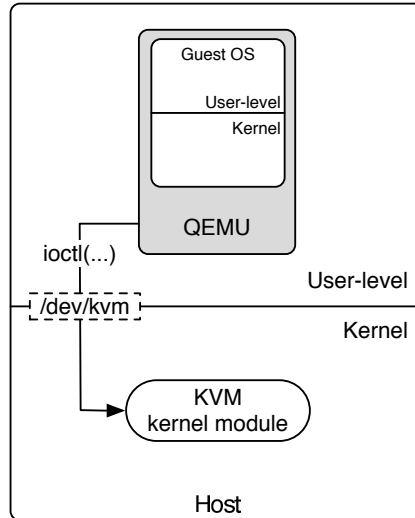 Guest OS
User-level
Kernel
QEMU
ioctl(...)
User-level
/dev/kvm
Kernel
KVM
kernel module
Host